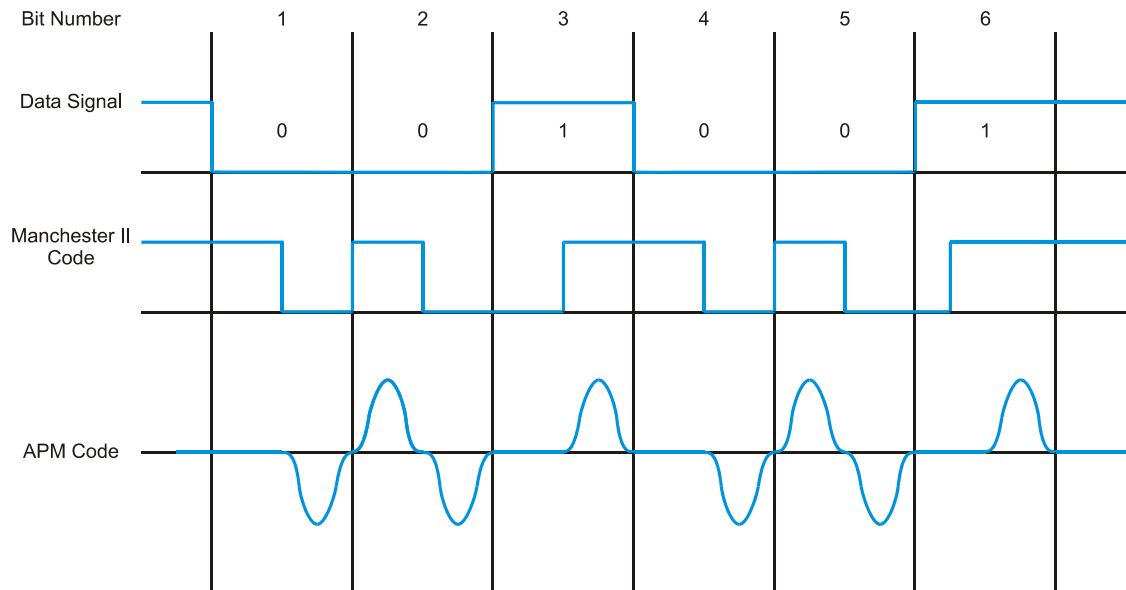 Bit Number 1 2 3 4 5 6
Data Signal
0 0 1 0 0 1
Manchester II
Code
APM Code